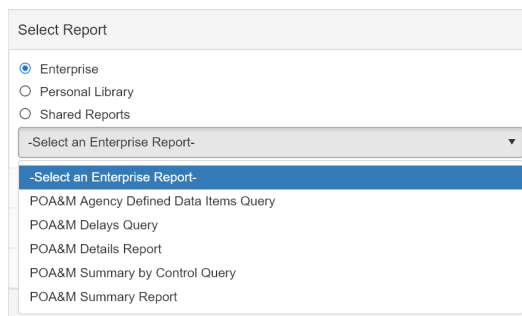 Select Report
Enterprise
Personal Library
Shared Reports
-Select an Enterprise Report-
-Select an Enterprise Report-
POA&M Agency Defined Data Items Query
POA&M Delays Query
POA&M Details Report
POA&M Summary by Control Query
POA&M Summary Report